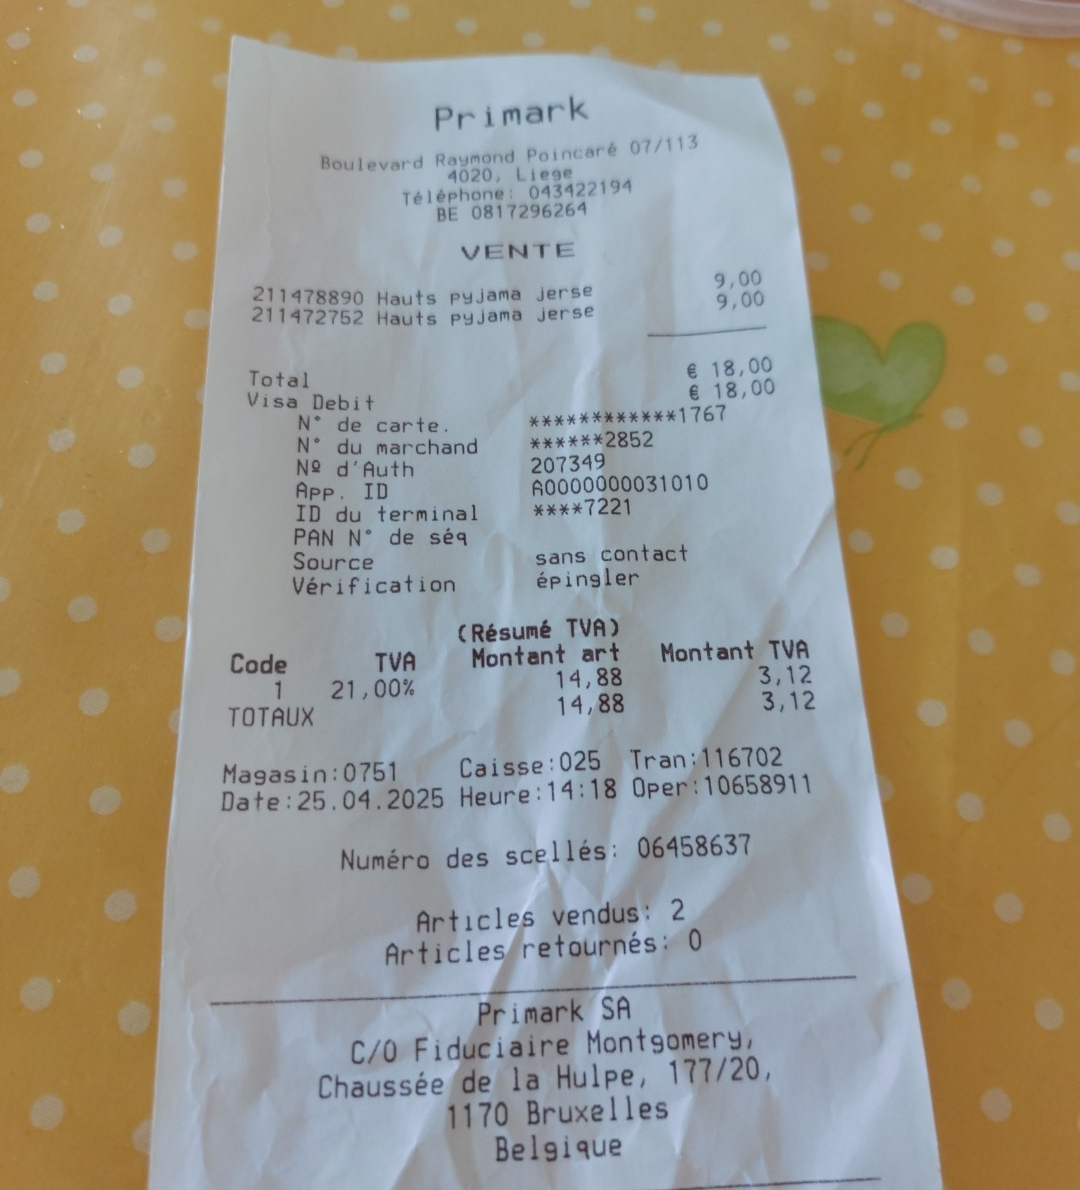 Primark
Boulevard Raymond Poincaré 07/113
4020, Liege
Téléphone: 043422194
BE 0817296264
VENTE
211478890 Hauts pyjama jerse 9,00
211472752 Hauts pyjama jerse 9,00
Total € 18,00
Visa Debit € 18,00
N° de carte. ************1767
N° du marchand ******2852
Nº d'Auth 207349
App. ID A0000000031010
ID du terminal ****7221
PAN N° de séq
Source sans contact
Vérification épingler
(Résumé TVA)
Code TVA Montant art Montant TVA
1 21,00% 14,88 3,12
TOTAUX 14,88 3,12
Magasin:0751 Caisse:025 Tran:116702
Date:25.04.2025 Heure:14:18 Oper:10658911
Numéro des scellés: 06458637
Articles vendus: 2
Articles retournés: 0
Primark SA
C/O Fiduciaire Montgomery,
Chaussée de la Hulpe, 177/20,
1170 Bruxelles
Belgique